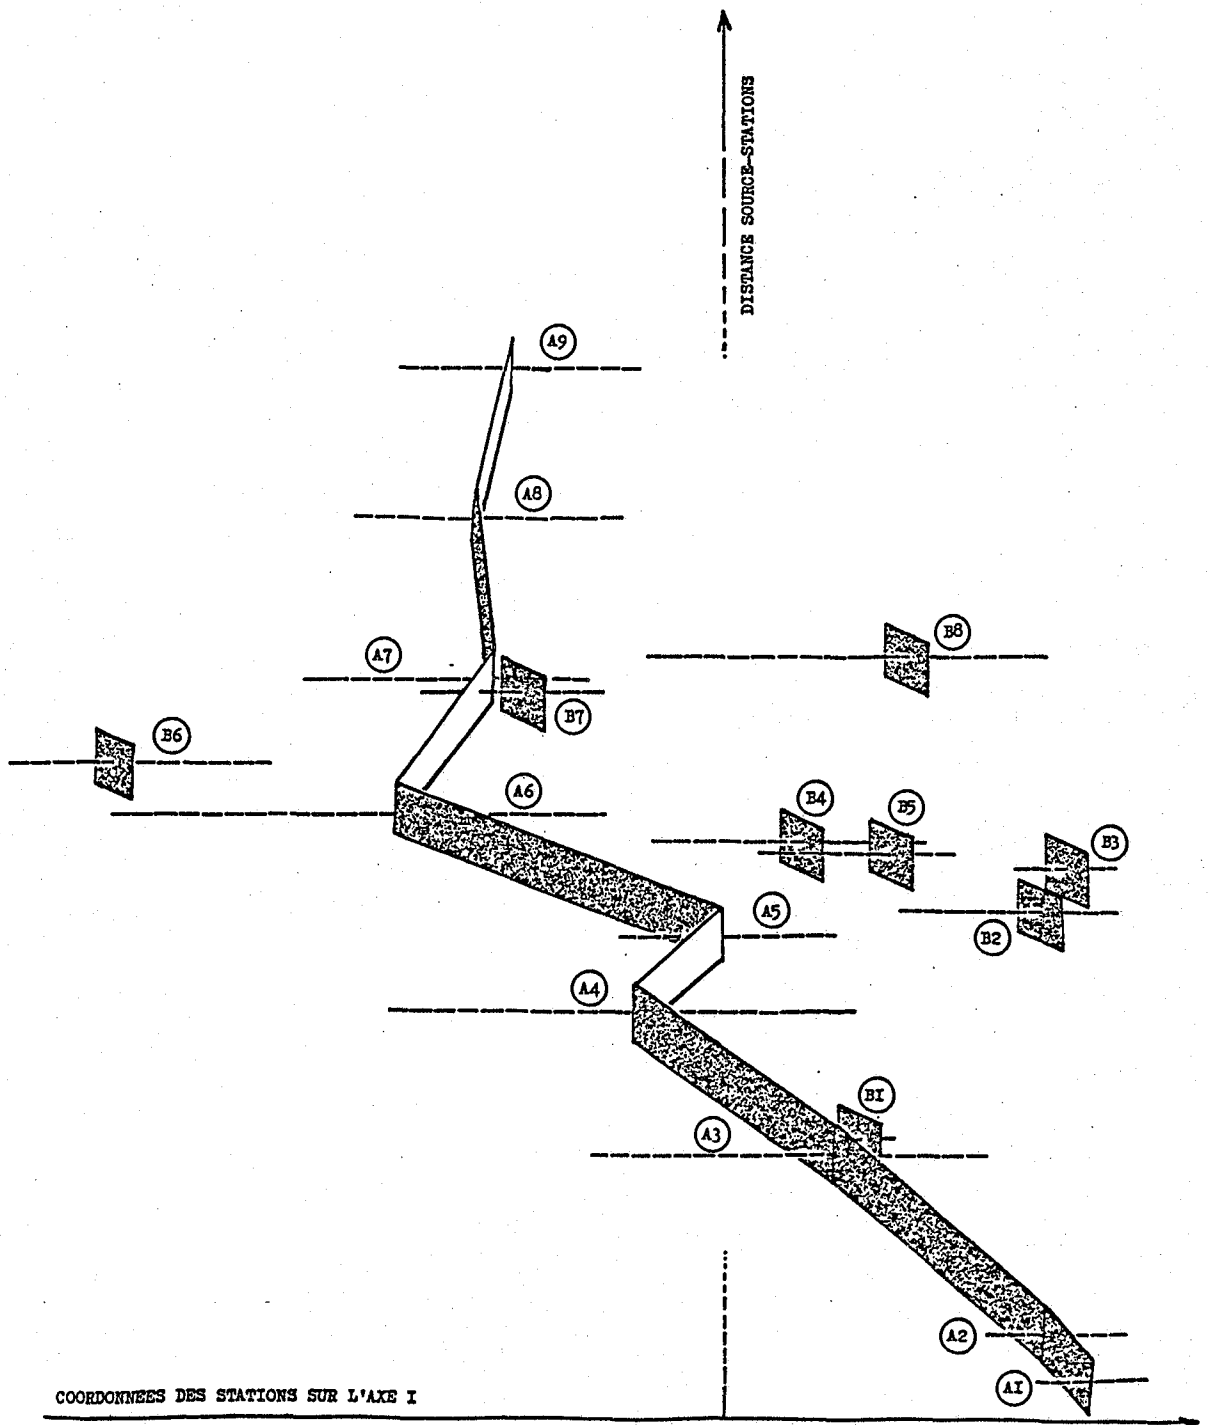 DISTANCE SOURCE-STATIONS
A9
A8
B8
A7
B7
B6
A6
B4
B5
B3
A5
B2
A4
BI
A3
A2
AI
COORDONNEES DES STATIONS SUR L'AXE I